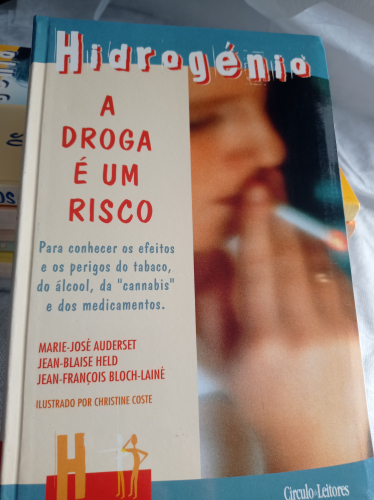 Hidrogénio
A
DROGA
É UM
RISCO
Para conhecer os efeitos
e os perigos do tabaco,
do álcool, da "cannabis"
e dos medicamentos.
MARIE-JOSÉ AUDERSET
JEAN-BLAISE HELD
JEAN-FRANÇOIS BLOCH-LAINÉ
ILUSTRADO POR CHRISTINE COSTE
H
Círculo de Leitores